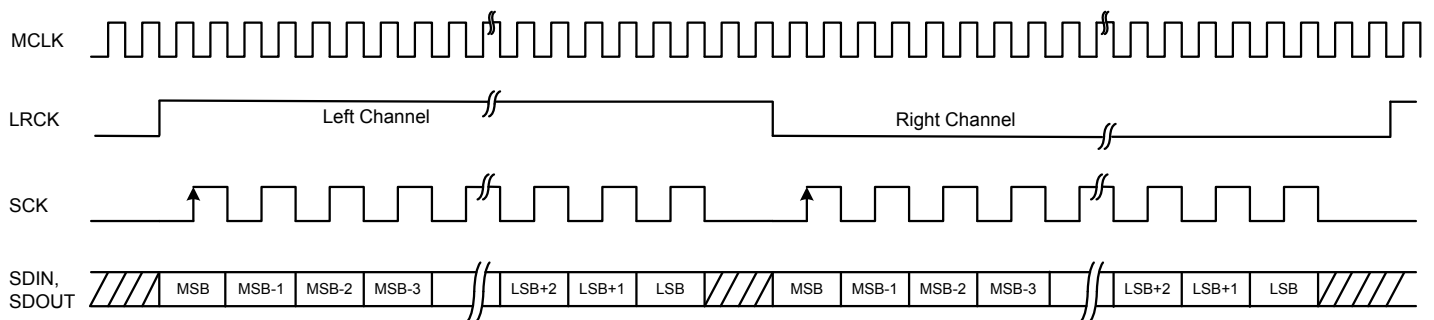 MCLK
LRCK
Left Channel
Right Channel
SCK
SDIN,
SDOUT
MSB MSB-1 MSB-2 MSB-3 LSB+2 LSB+1 LSB MSB MSB-1 MSB-2 MSB-3 LSB+2 LSB+1 LSB